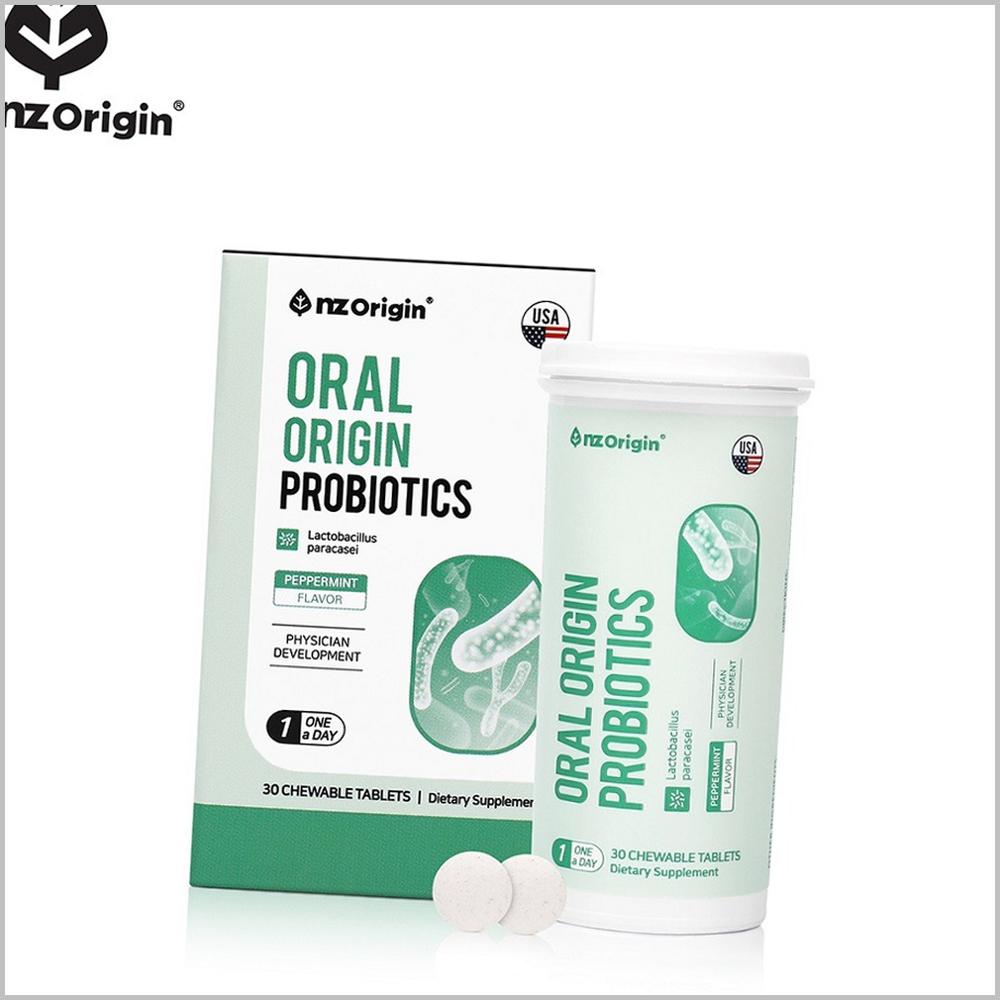 nzOrigin®
nzOrigin®
USA
ORAL
ORIGIN
PROBIOTICS
Lactobacillus
paracasei
PEPPERMINT
FLAVOR
PHYSICIAN
DEVELOPMENT
1 ONE
a DAY
30 CHEWABLE TABLETS | Dietary Supplemen
nzOrigin®
USA
ORAL ORIGIN
PROBIOTICS
Lactobacillus
paracasei
PHYSICIAN
DEVELOPMENT
PEPPERMINT
FLAVOR
1 ONE
a DAY
30 CHEWABLE TABLETS
Dietary Supplement